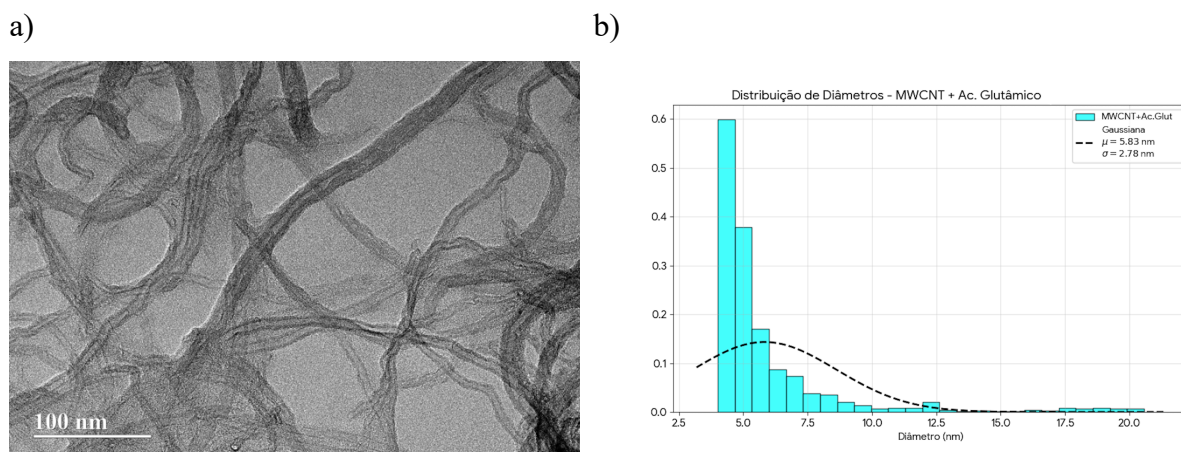 a)
b)
100 nm
Distribuição de Diâmetros - MWCNT + Ac. Glutâmico
MWCNT+Ac.Glut
Gaussiana
μ = 5.83 nm
σ = 2.78 nm
0.6
0.5
0.4
0.3
0.2
0.1
0.0
2.5 5.0 7.5 10.0 12.5 15.0 17.5 20.0
Diâmetro (nm)